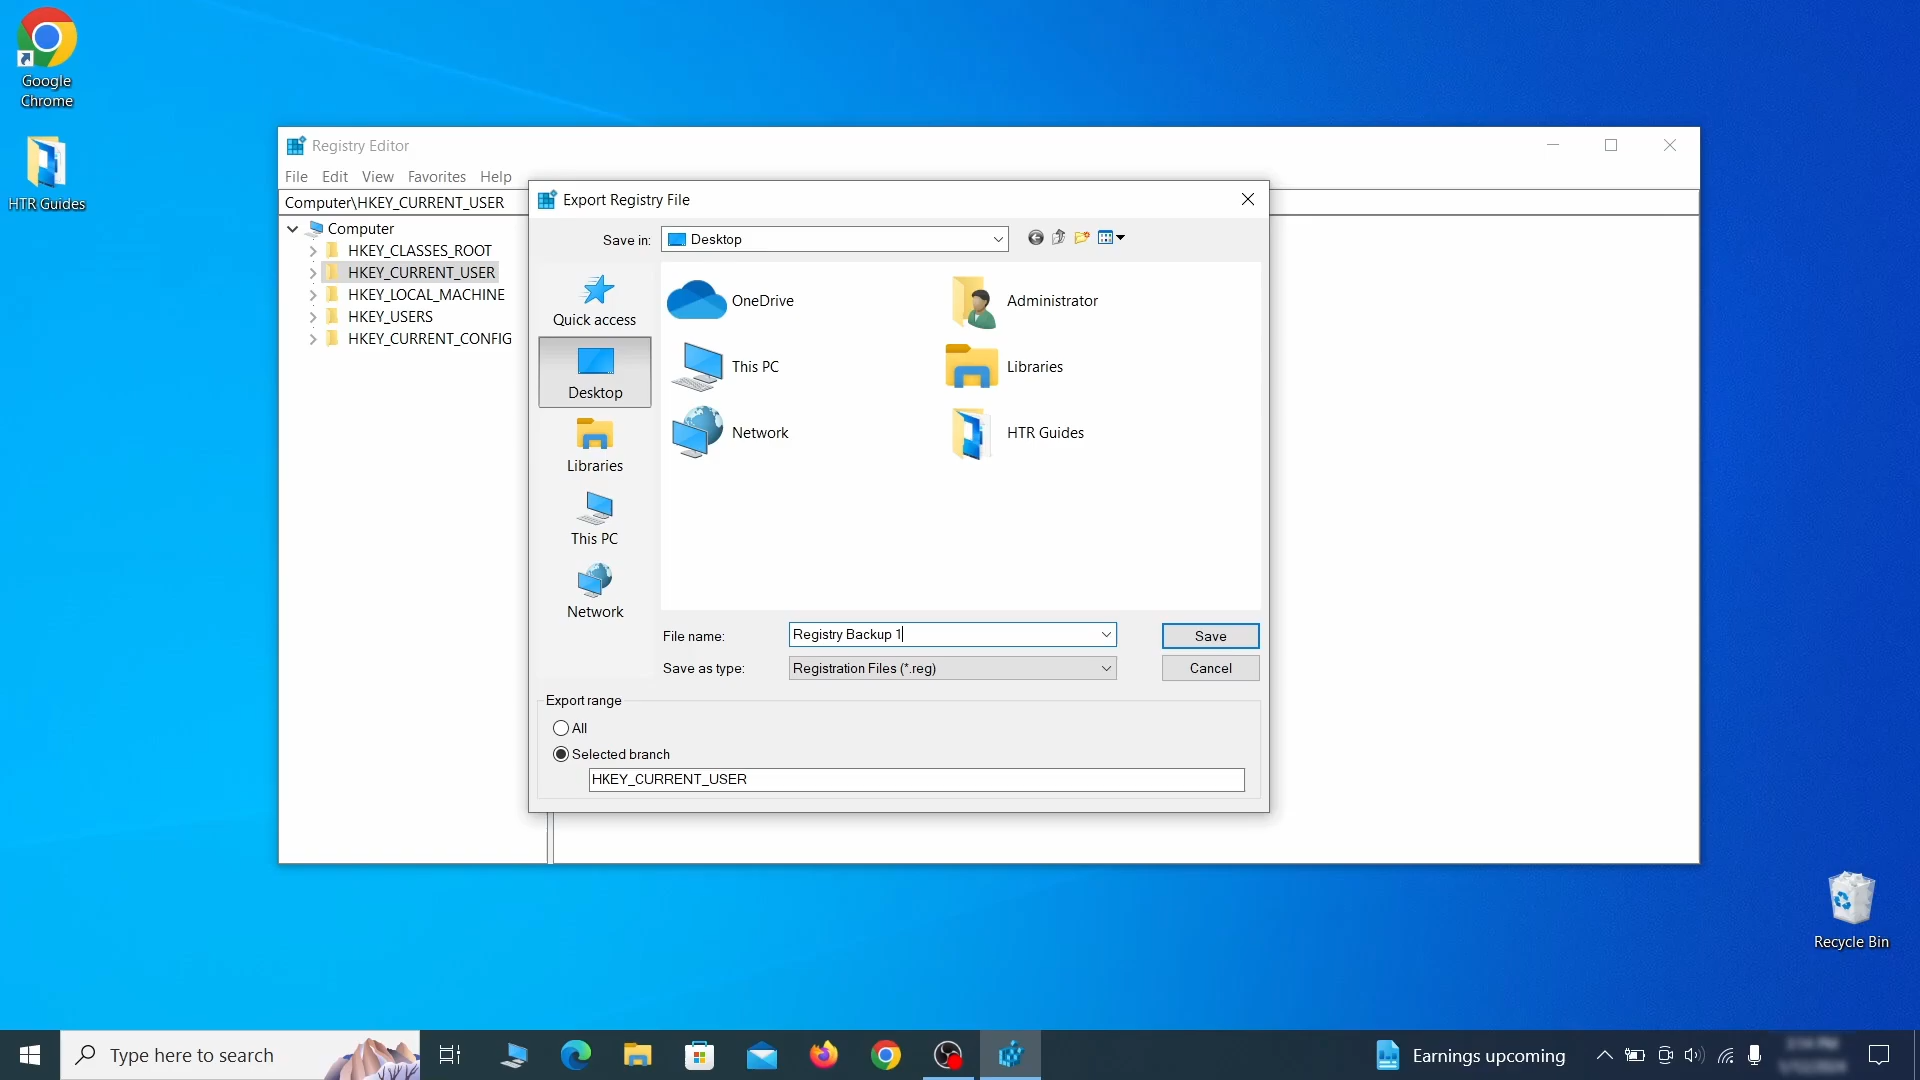 Google
Chrome
HTR Guides
Registry Editor
File Edit View Favorites Help
Computer\HKEY_CURRENT_USER
Computer
HKEY_CLASSES_ROOT
HKEY_CURRENT_USER
HKEY_LOCAL_MACHINE
HKEY_USERS
HKEY_CURRENT_CONFIG
Export Registry File
Save in: Desktop
Quick access
Desktop
Libraries
This PC
Network
OneDrive Administrator
This PC Libraries
Network HTR Guides
File name: Registry Backup 1 Save
Save as type: Registration Files (*.reg) Cancel
Export range
All
Selected branch
HKEY_CURRENT_USER
Recycle Bin
Type here to search
Earnings upcoming